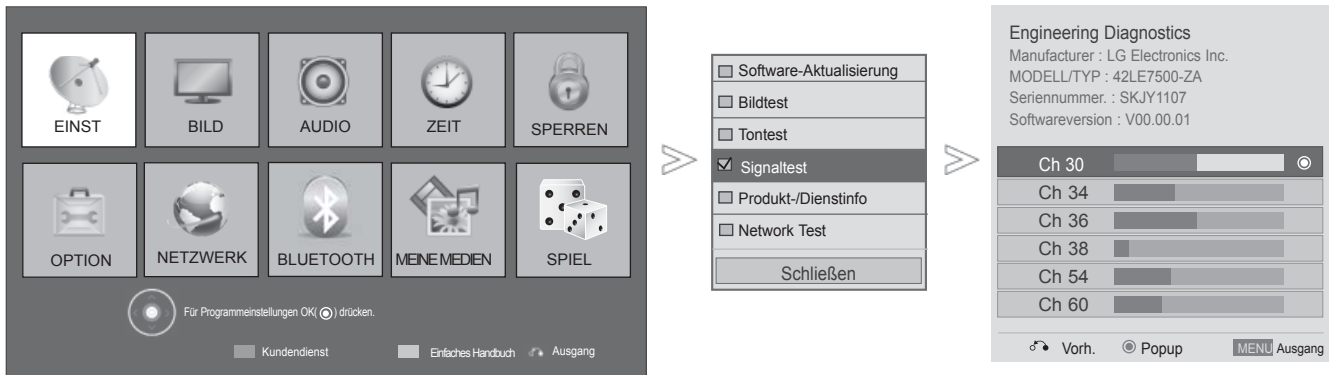 EINST
BILD
AUDIO
ZEIT
SPERREN
OPTION
NETZWERK
BLUETOOTH
MEINE MEDIEN
SPIEL
Für Programmeinstellungen OK( ) drücken.
Kundendienst
Einfaches Handbuch
Ausgang
Software-Aktualisierung
Bildtest
Tontest
Signaltest
Produkt-/Dienstinfo
Network Test
Schließen
Engineering Diagnostics
Manufacturer : LG Electronics Inc.
MODELL/TYP : 42LE7500-ZA
Seriennummer. : SKJY1107
Softwareversion : V00.00.01
Ch 30
Ch 34
Ch 36
Ch 38
Ch 54
Ch 60
Vorh.
Popup
MENU Ausgang